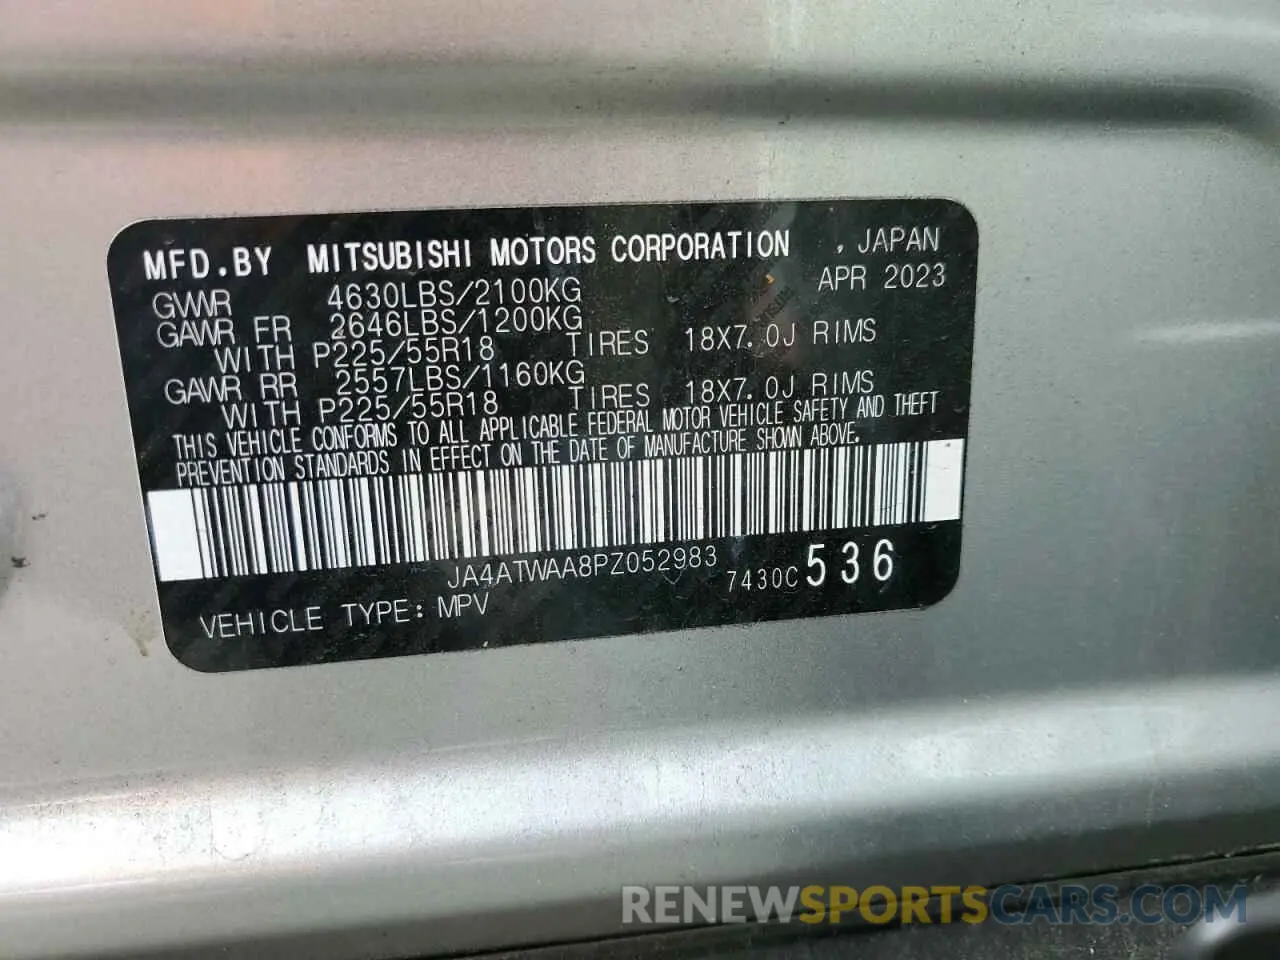 MFD.BY MITSUBISHI MOTORS CORPORATION , JAPAN
GVWR 4630LBS/2100KG APR 2023
GAWR FR 2646LBS/1200KG
WITH P225/55R18 TIRES 18X7.0J RIMS
GAWR RR 2557LBS/1160KG
WITH P225/55R18 TIRES 18X7.0J RIMS
THIS VEHICLE CONFORMS TO ALL APPLICABLE FEDERAL MOTOR VEHICLE SAFETY AND THEFT
PREVENTION STANDARDS IN EFFECT ON THE DATE OF MANUFACTURE SHOWN ABOVE.
JA4ATWAA8PZ052983 7430C 536
VEHICLE TYPE: MPV
RENEWSPORTSCARS.COM